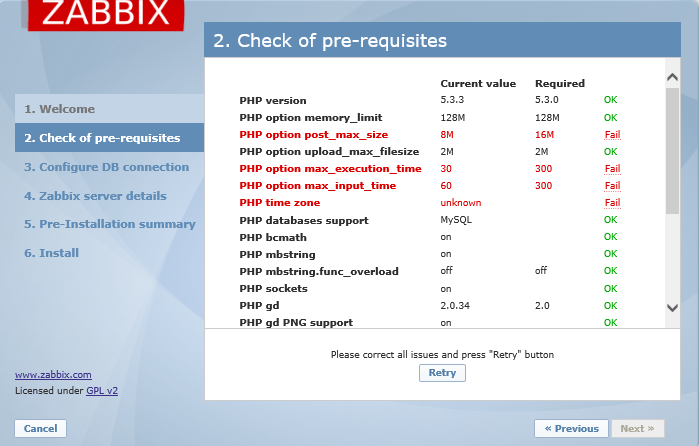 ZABBIX
2. Check of pre-requisites
1. Welcome
2. Check of pre-requisites
3. Configure DB connection
4. Zabbix server details
5. Pre-Installation summary
6. Install
Current value Required
PHP version 5.3.3 5.3.0 OK
PHP option memory_limit 128M 128M OK
PHP option post_max_size 8M 16M Fail
PHP option upload_max_filesize 2M 2M OK
PHP option max_execution_time 30 300 Fail
PHP option max_input_time 60 300 Fail
PHP time zone unknown Fail
PHP databases support MySQL OK
PHP bcmath on OK
PHP mbstring on OK
PHP mbstring.func_overload off off OK
PHP sockets on OK
PHP gd 2.0.34 2.0 OK
PHP gd PNG support on OK
Please correct all issues and press "Retry" button
Retry
www.zabbix.com
Licensed under GPL v2
Cancel
« Previous
Next »